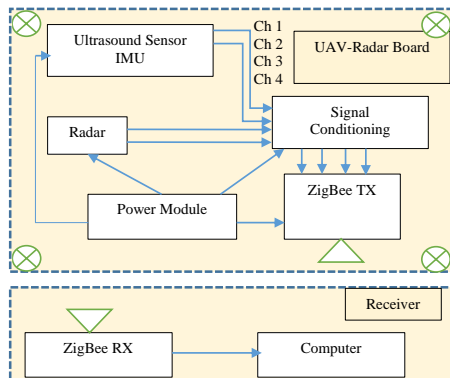 Ultrasound Sensor
IMU
Ch 1
Ch 2
Ch 3
Ch 4
UAV-Radar Board
Radar
Signal
Conditioning
Power Module
ZigBee TX
Receiver
ZigBee RX
Computer